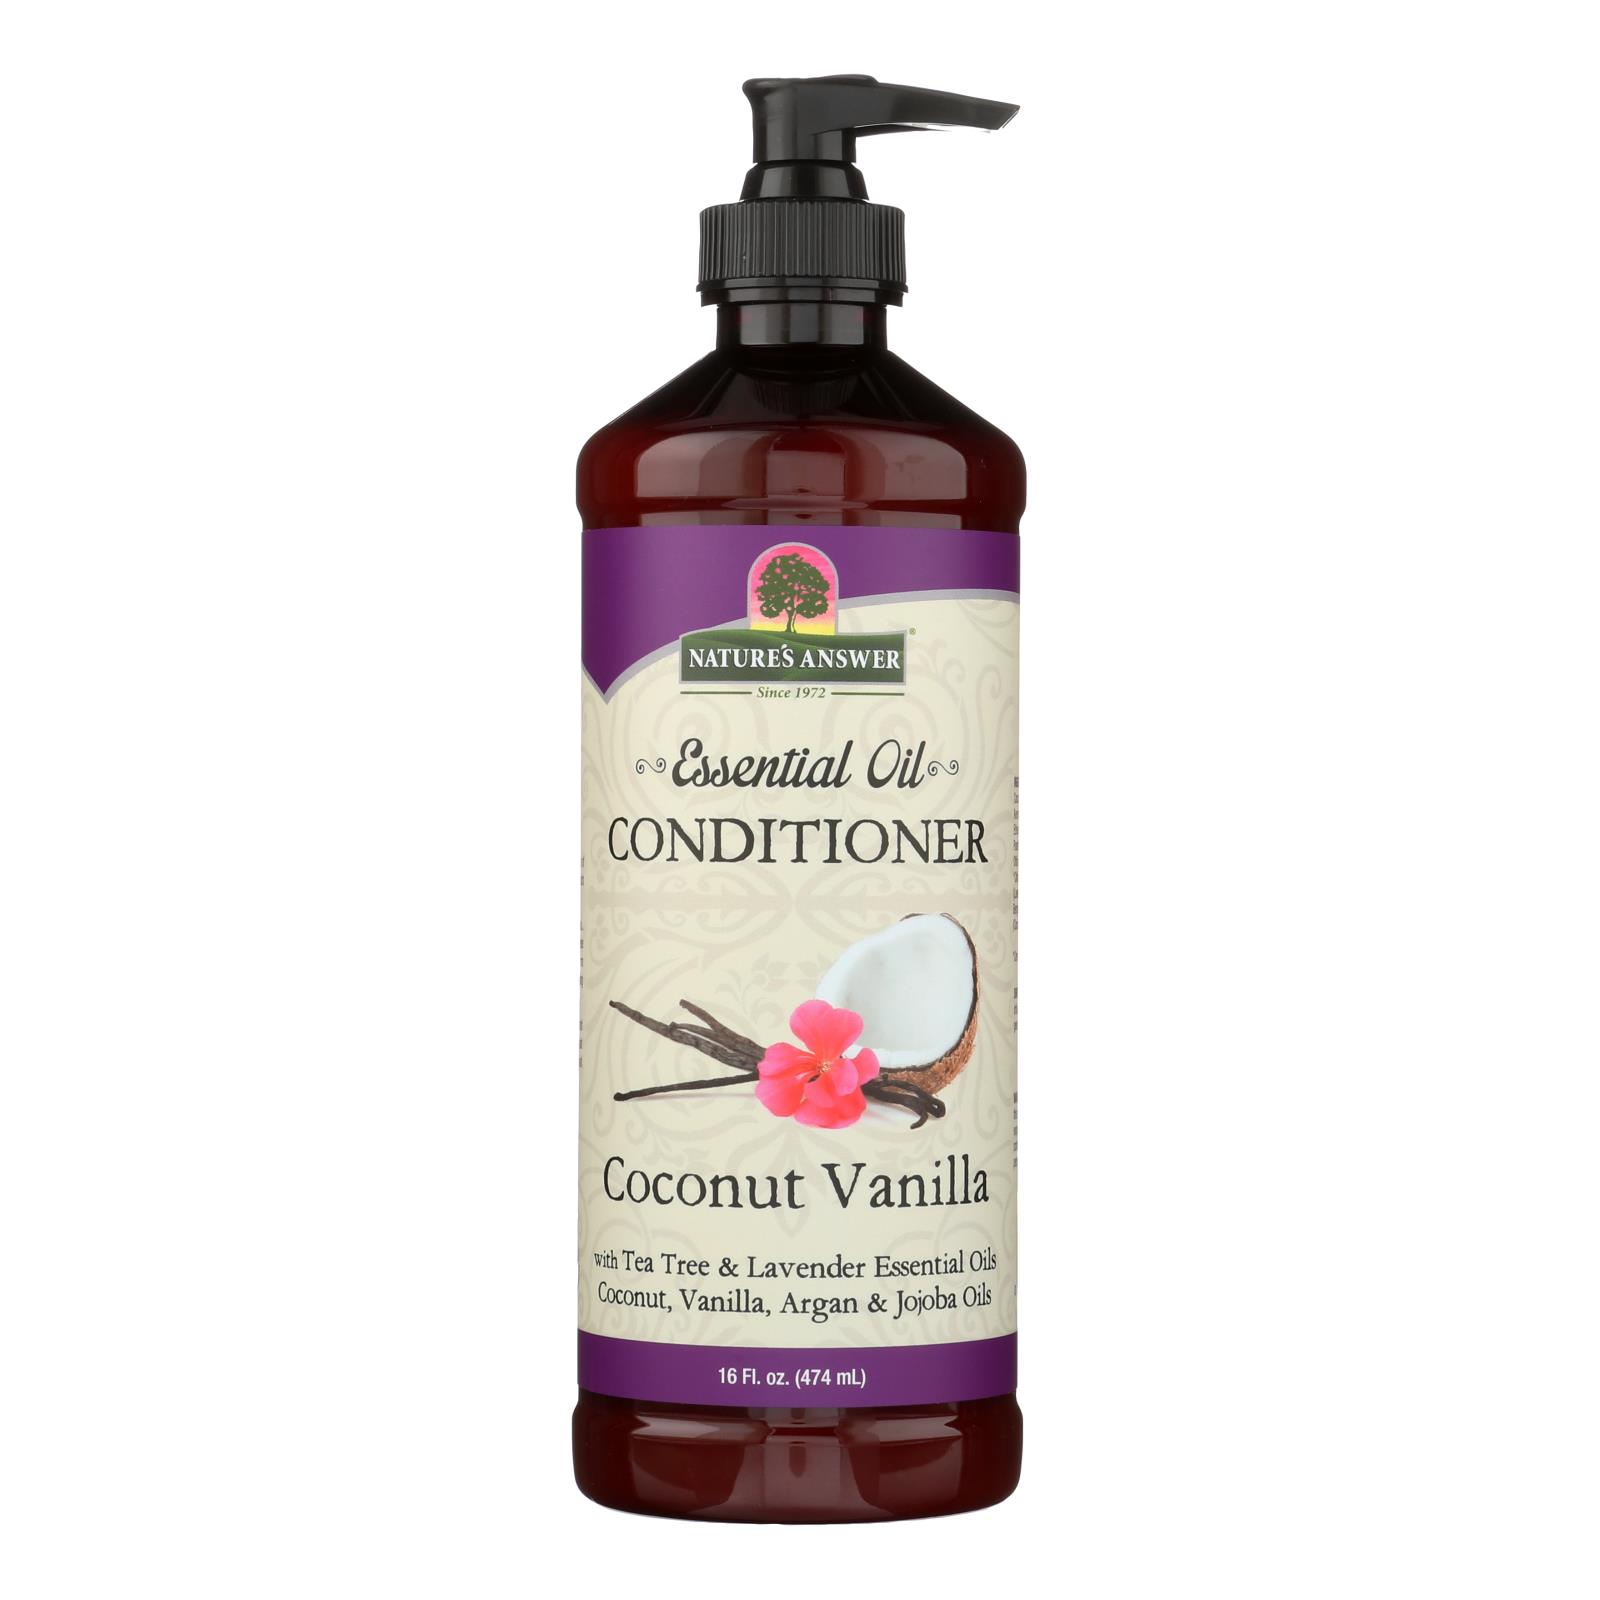 NATURE'S ANSWER®
Since 1972
Essential Oil
CONDITIONER
Coconut Vanilla
with Tea Tree & Lavender Essential Oils
Coconut, Vanilla, Argan & Jojoba Oils
16 Fl. oz. (474 mL)